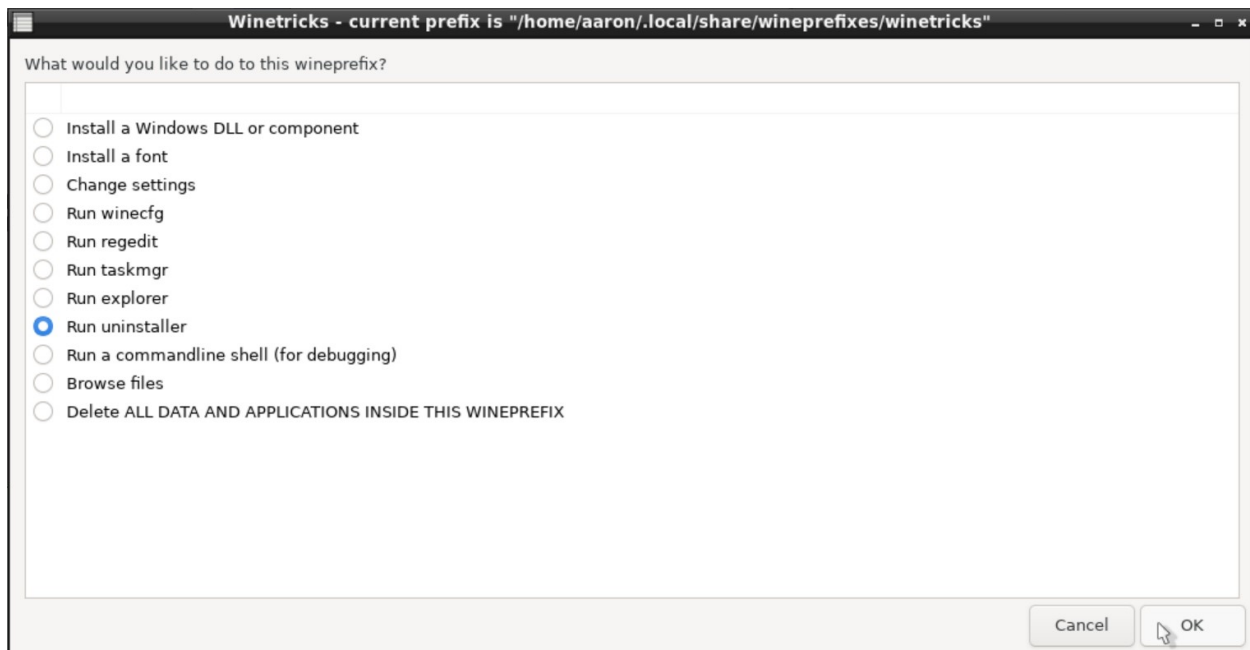 Winetricks - current prefix is "/home/aaron/.local/share/wineprefixes/winetricks"
What would you like to do to this wineprefix?
Install a Windows DLL or component
Install a font
Change settings
Run winecfg
Run regedit
Run taskmgr
Run explorer
Run uninstaller
Run a commandline shell (for debugging)
Browse files
Delete ALL DATA AND APPLICATIONS INSIDE THIS WINEPREFIX
Cancel OK